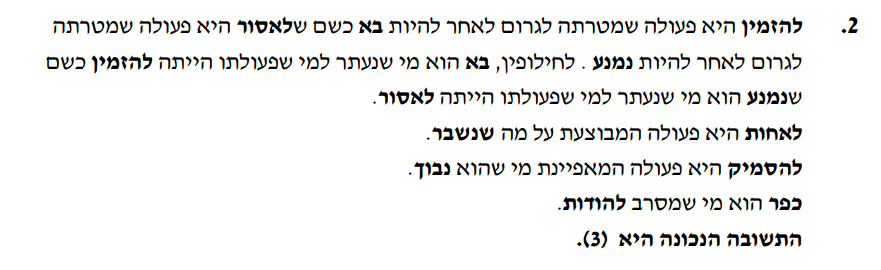 2. להזמין היא פעולה שמטרתה לגרום לאחר להיות בא כשם שלאסור היא פעולה שמטרתה
לגרום לאחר להיות נמנע . לחילופין, בא הוא מי שנעתר למי שפעולתו הייתה להזמין כשם
שנמנע הוא מי שנעתר למי שפעולתו הייתה לאסור.
לאחות היא פעולה המבוצעת על מה שנשבר.
להסמיק היא פעולה המאפיינת מי שהוא נבוך.
כפר הוא מי שמסרב להודות.
התשובה הנכונה היא (3).